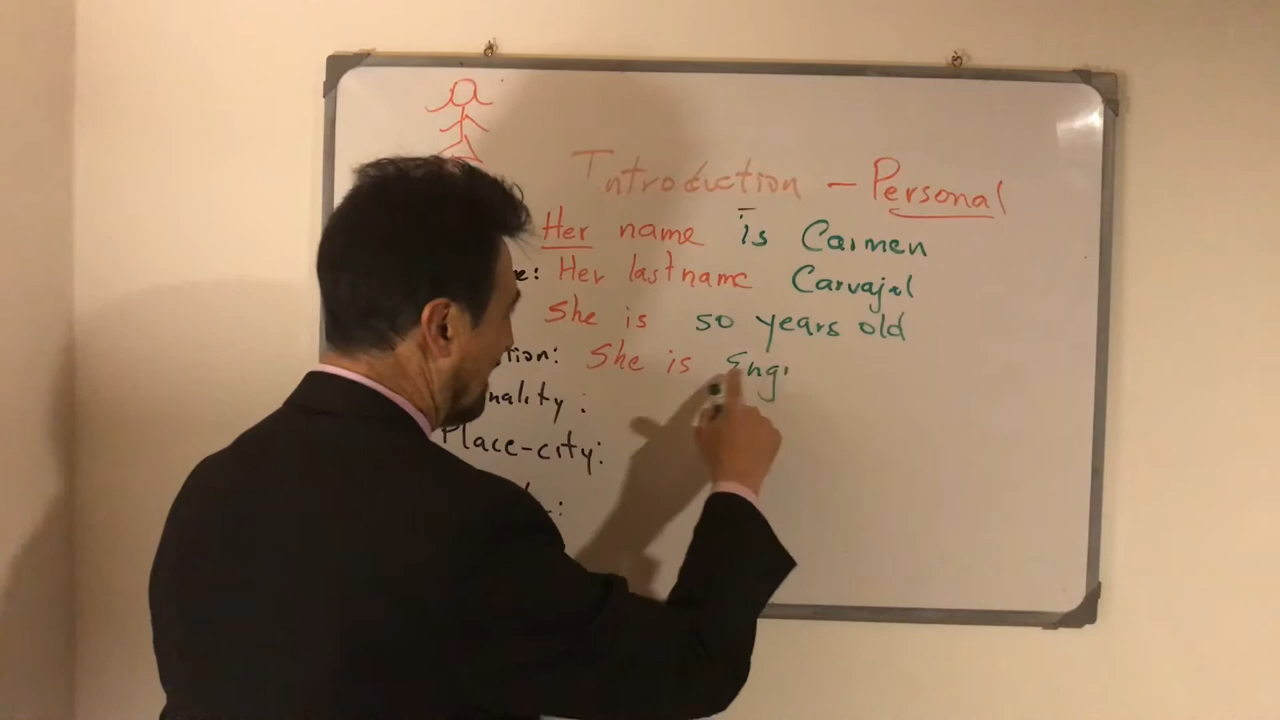 Introduction - Personal
Her name is Carmen
e: Her lastname Carvajal
She is 50 years old
tion: She is Engi
nality:
Place-city: